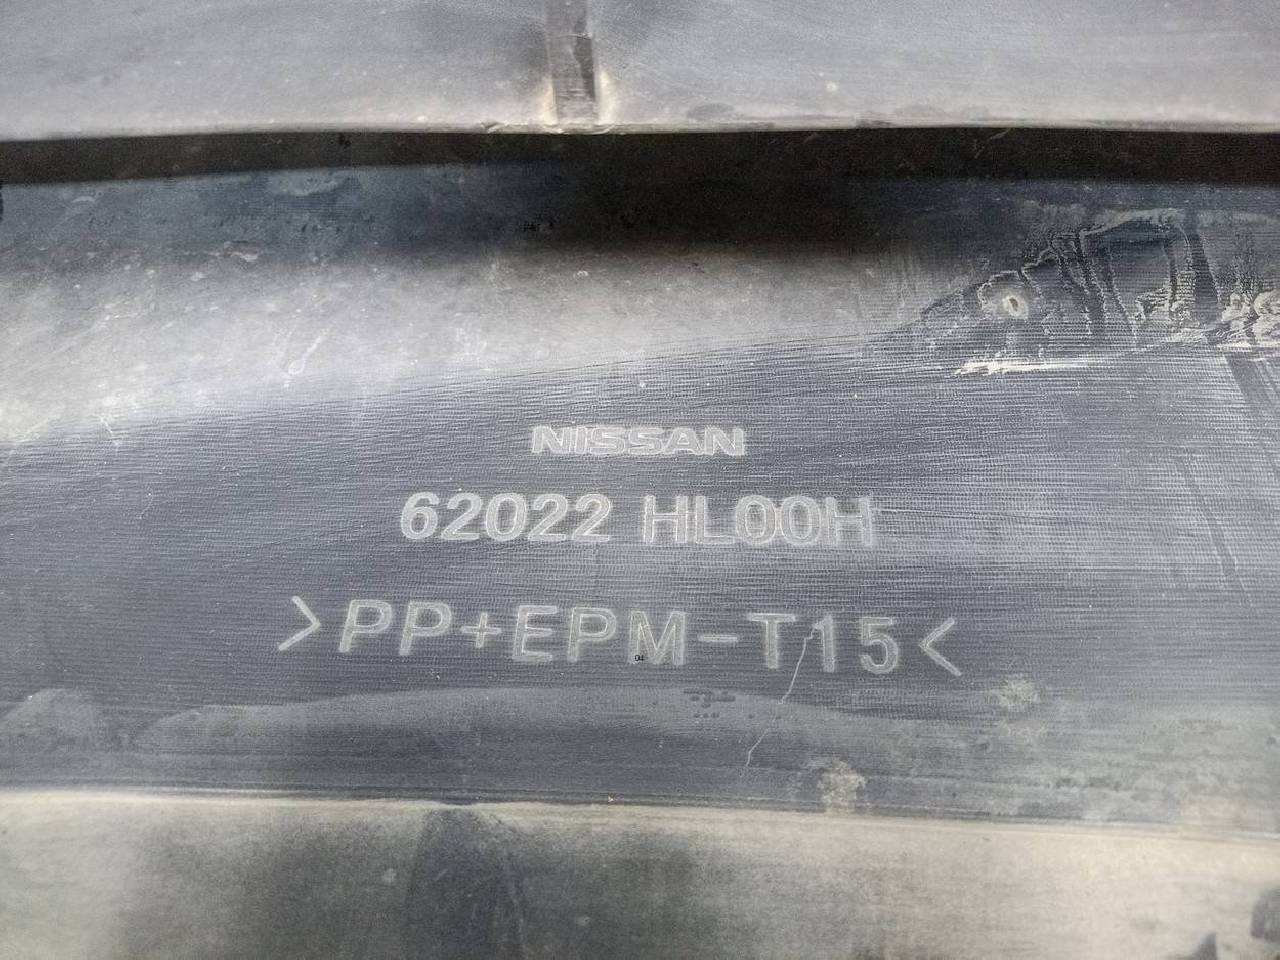 NISSAN
62022 HL00H
>PP+EPM-T15<